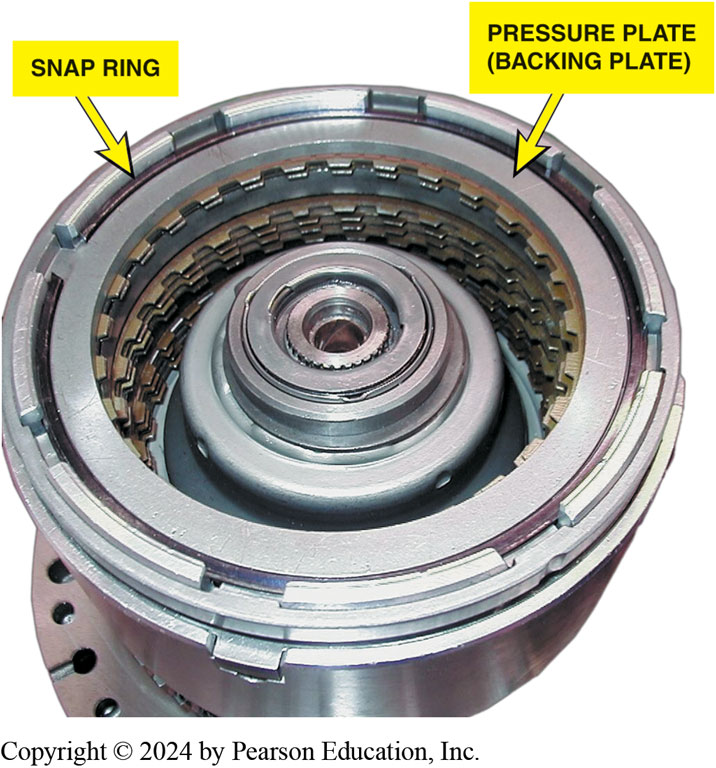 SNAP RING
PRESSURE PLATE
(BACKING PLATE)
Copyright © 2024 by Pearson Education, Inc.